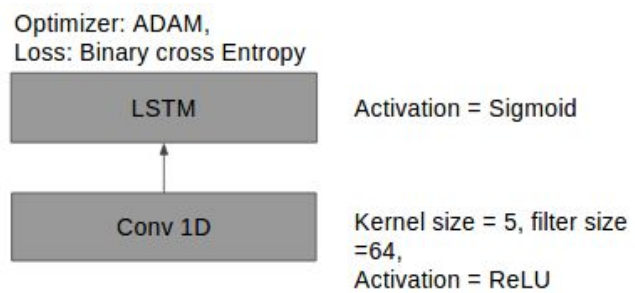 Optimizer: ADAM,
Loss: Binary cross Entropy
LSTM
Activation = Sigmoid
Conv 1D
Kernel size = 5, filter size
=64,
Activation = ReLU